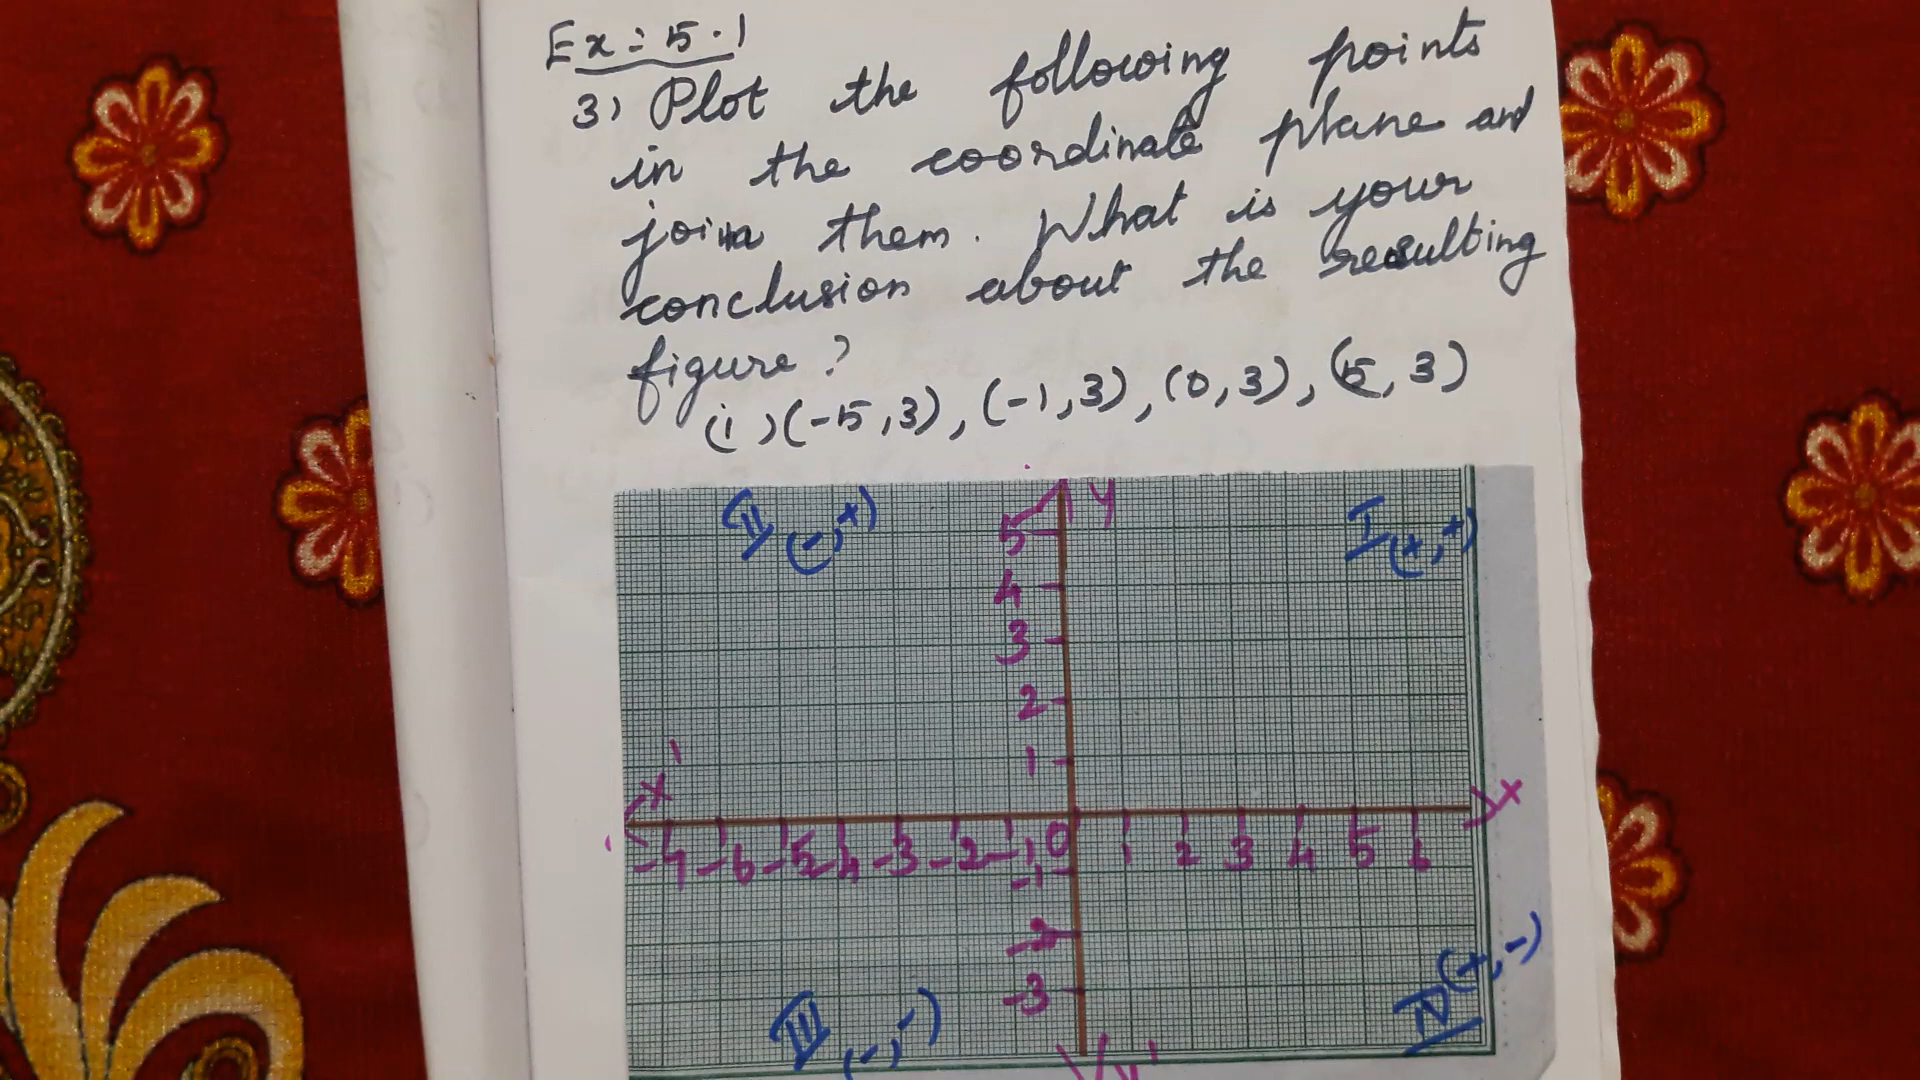 Ex: 5.1
3) Plot the following points
in the coordinate plane and
join them. What is your
conclusion about the resulting
figure?
(i) (-5,3), (-1,3), (0,3), (5,3)
II (-,+)
y
I (+,+)
5
4
3
2
1
x'
x
-7 -6 -5 -4 -3 -2 -1 0 1 2 3 4 5 6
-1
-2
-3
III (-,-)
IV (+,-)
y'